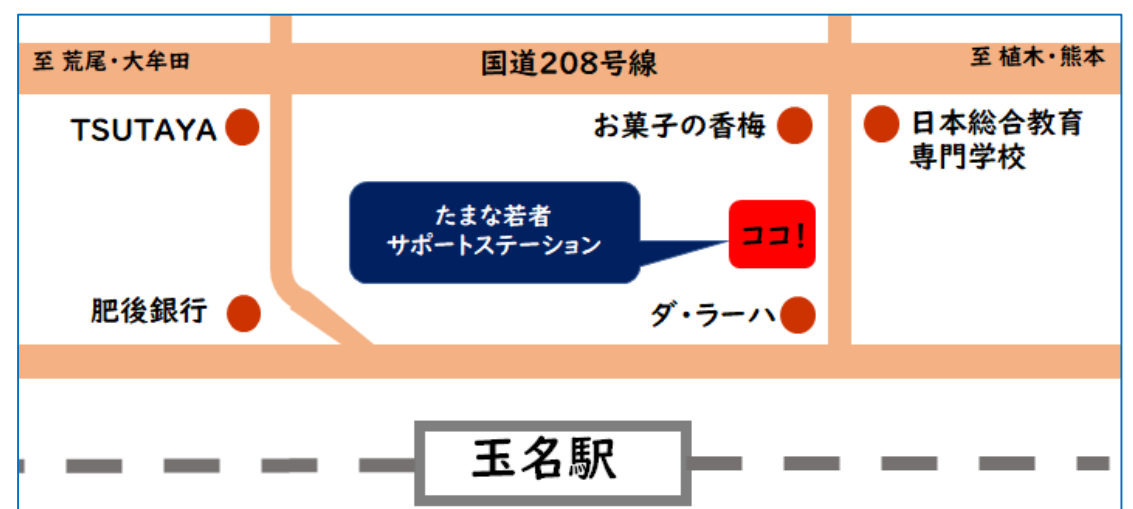 至 荒尾・大牟田
国道208号線
至 植木・熊本
TSUTAYA
お菓子の香梅
日本総合教育
専門学校
たまな若者
サポートステーション
ココ!
肥後銀行
ダ・ラーハ
玉名駅